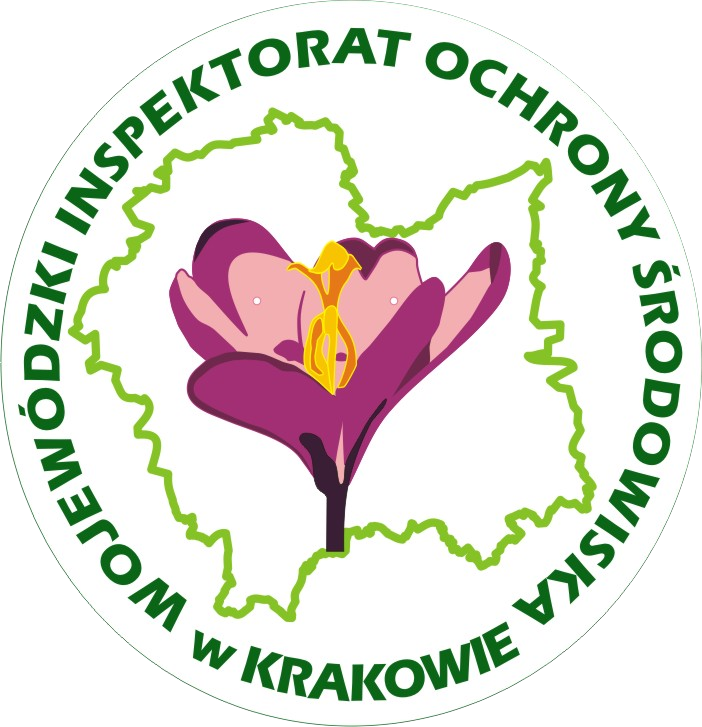 WOJEWÓDZKI INSPEKTORAT OCHRONY ŚRODOWISKA
w KRAKOWIE